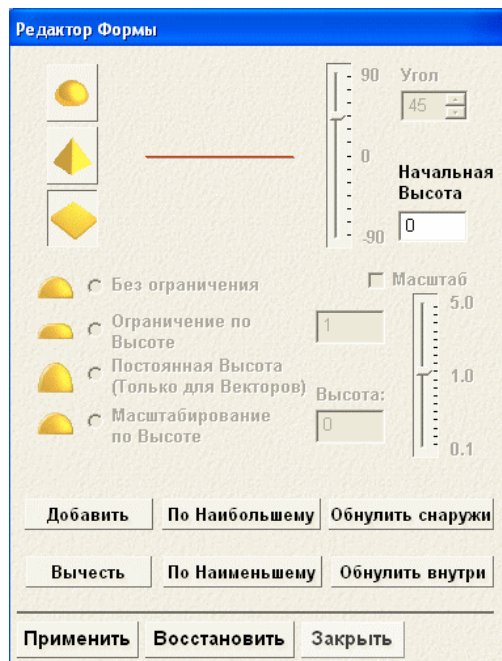 Редактор Формы
90
Угол
45
0
Начальная
Высота
0
-90
Без ограничения
Масштаб
5.0
Ограничение по
Высоте
1
Постоянная Высота
(Только для Векторов)
1.0
Высота:
Масштабирование
по Высоте
0
0.1
Добавить
По Наибольшему
Обнулить снаружи
Вычесть
По Наименьшему
Обнулить внутри
Применить
Восстановить
Закрыть